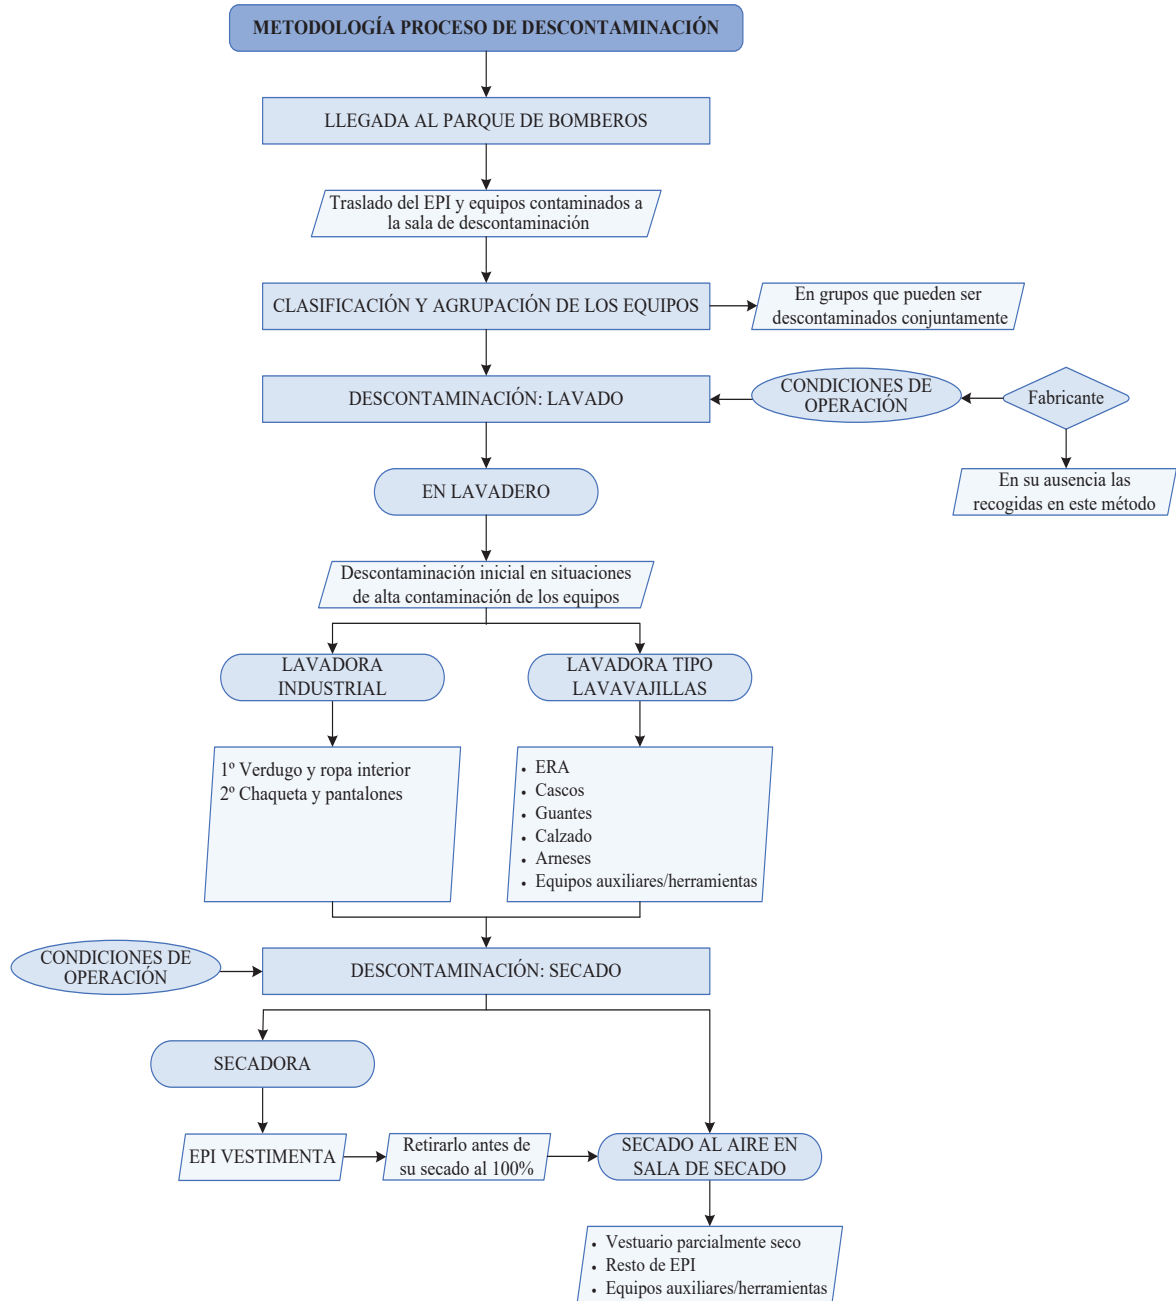 METODOLOGÍA PROCESO DE DESCONTAMINACIÓN
LLEGADA AL PARQUE DE BOMBEROS
Traslado del EPI y equipos contaminados a
la sala de descontaminación
CLASIFICACIÓN Y AGRUPACIÓN DE LOS EQUIPOS
En grupos que pueden ser
descontaminados conjuntamente
DESCONTAMINACIÓN: LAVADO
CONDICIONES DE
OPERACIÓN
Fabricante
En su ausencia las
recogidas en este método
EN LAVADERO
Descontaminación inicial en situaciones
de alta contaminación de los equipos
LAVADORA
INDUSTRIAL
LAVADORA TIPO
LAVAVAJILLAS
1º Verdugo y ropa interior
2º Chaqueta y pantalones
• ERA
• Cascos
• Guantes
• Calzado
• Arneses
• Equipos auxiliares/herramientas
CONDICIONES DE
OPERACIÓN
DESCONTAMINACIÓN: SECADO
SECADORA
EPI VESTIMENTA
Retirarlo antes de
su secado al 100%
SECADO AL AIRE EN
SALA DE SECADO
• Vestuario parcialmente seco
• Resto de EPI
• Equipos auxiliares/herramientas